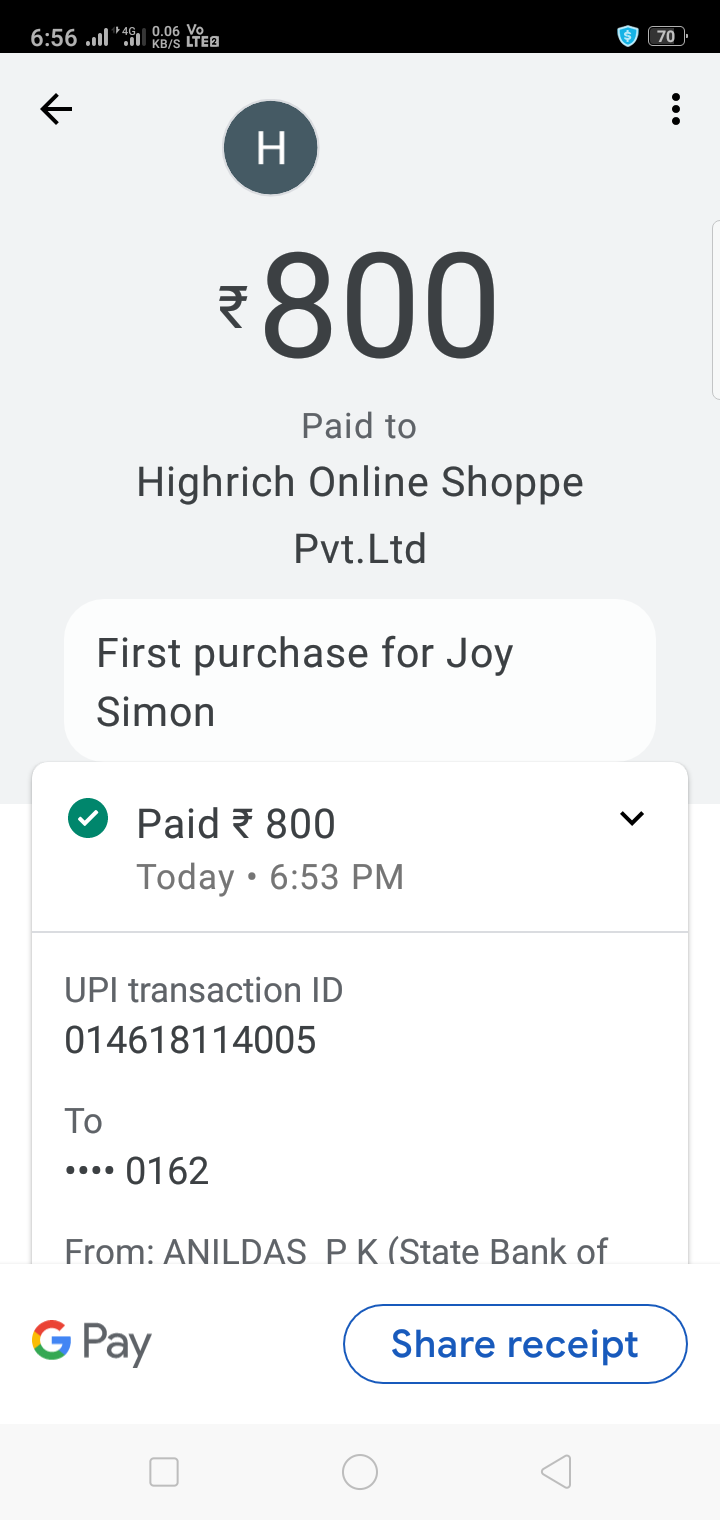 6:56 4G 0.06 KB/S Vo LTE2 70
H
₹800
Paid to
Highrich Online Shoppe
Pvt.Ltd
First purchase for Joy
Simon
Paid ₹ 800
Today • 6:53 PM
UPI transaction ID
014618114005
To
•••• 0162
From: ANILDAS  P K (State Bank of
G Pay
Share receipt